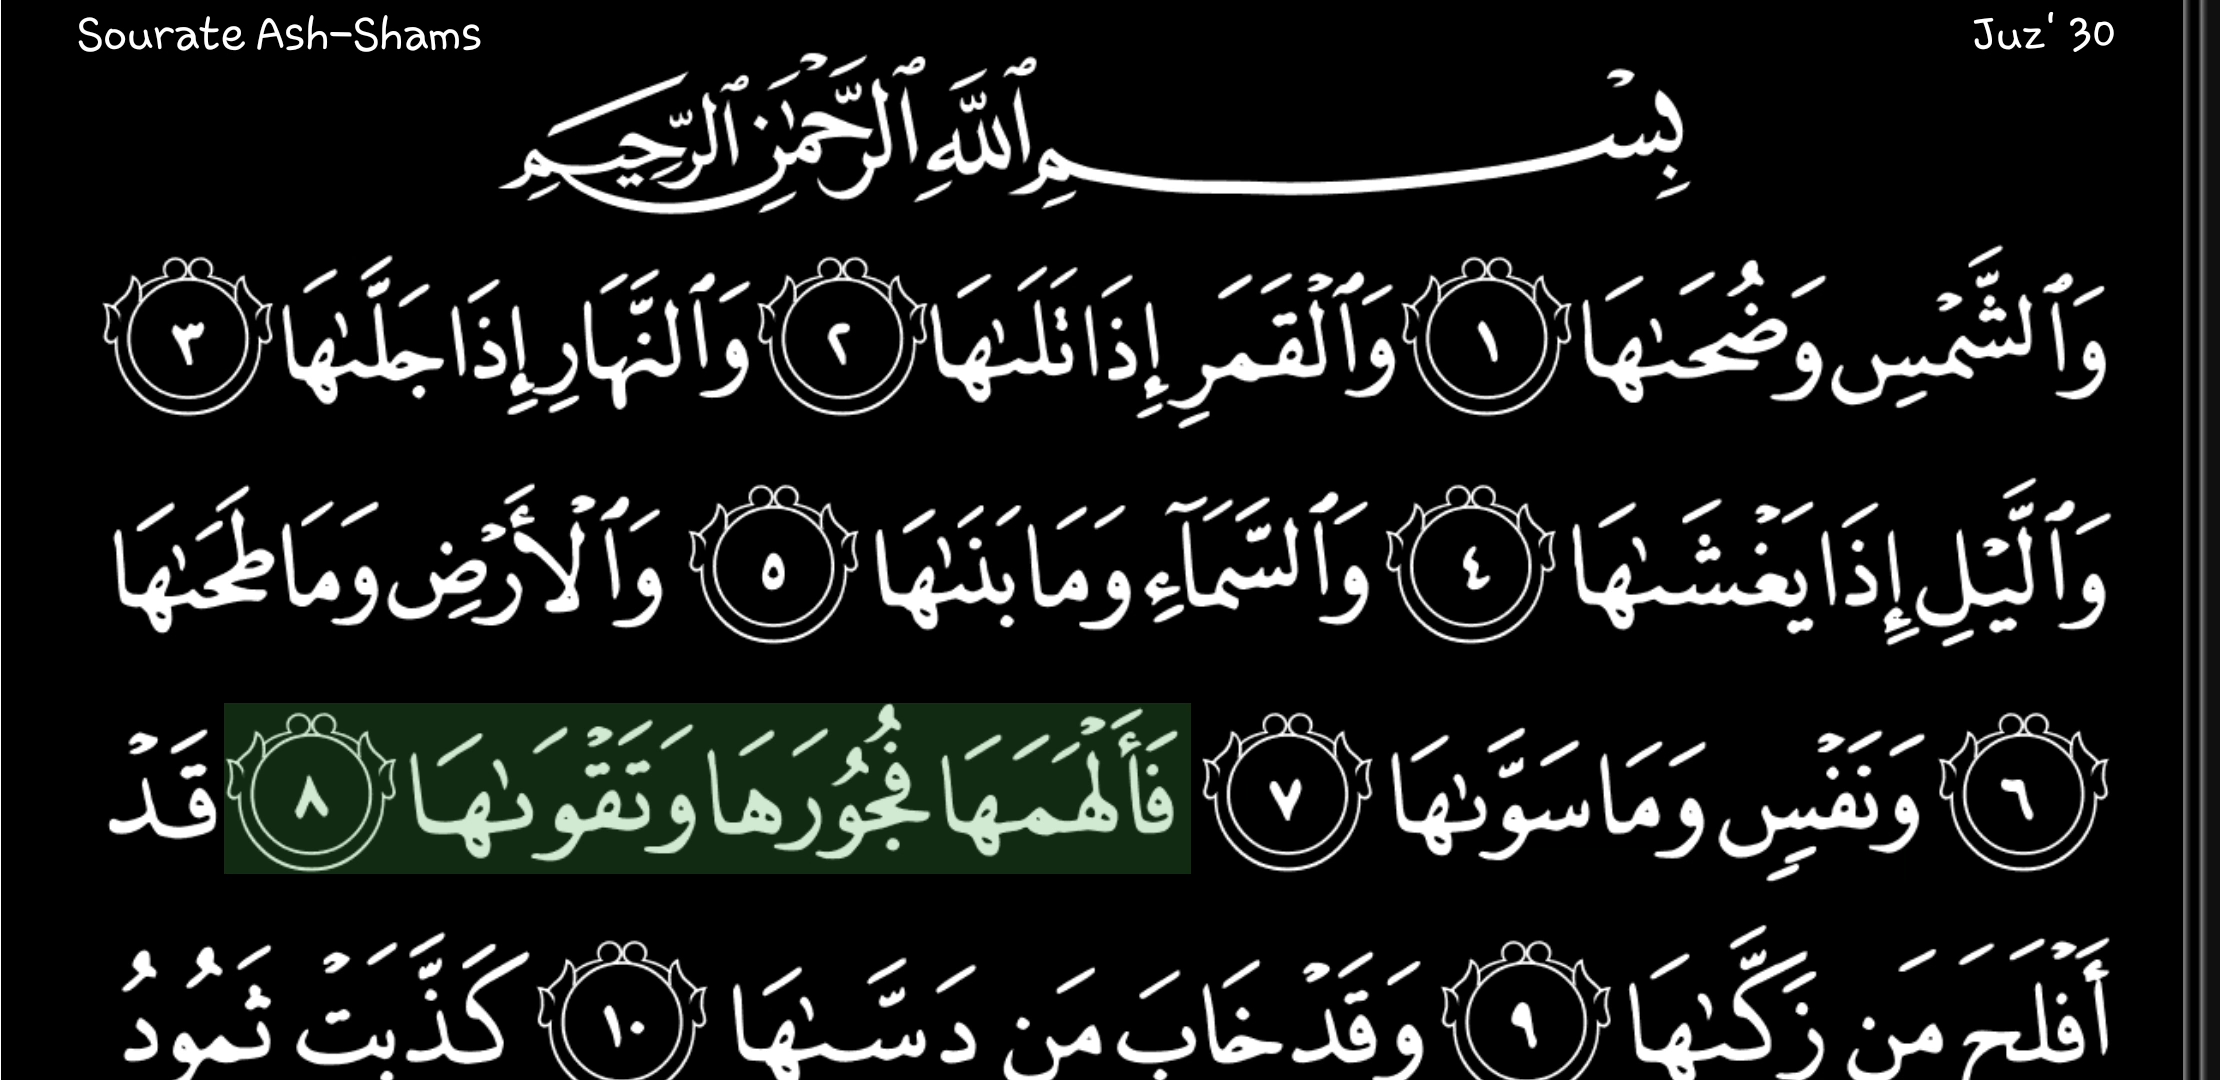 Sourate Ash-Shams Juz' 30
بِسْمِ ٱللَّهِ ٱلرَّحْمَٰنِ ٱلرَّحِيمِ
وَٱلشَّمْسِ وَضُحَىٰهَا ١ وَٱلْقَمَرِ إِذَا تَلَىٰهَا ٢ وَٱلنَّهَارِ إِذَا جَلَّىٰهَا ٣
وَٱلَّيْلِ إِذَا يَغْشَىٰهَا ٤ وَٱلسَّمَآءِ وَمَا بَنَىٰهَا ٥ وَٱلْأَرْضِ وَمَا طَحَىٰهَا
٦ وَنَفْسٍ وَمَا سَوَّىٰهَا ٧ فَأَلْهَمَهَا فُجُورَهَا وَتَقْوَىٰهَا ٨ قَدْ
أَفْلَحَ مَن زَكَّىٰهَا ٩ وَقَدْ خَابَ مَن دَسَّىٰهَا ١٠ كَذَّبَتْ ثَمُودُ